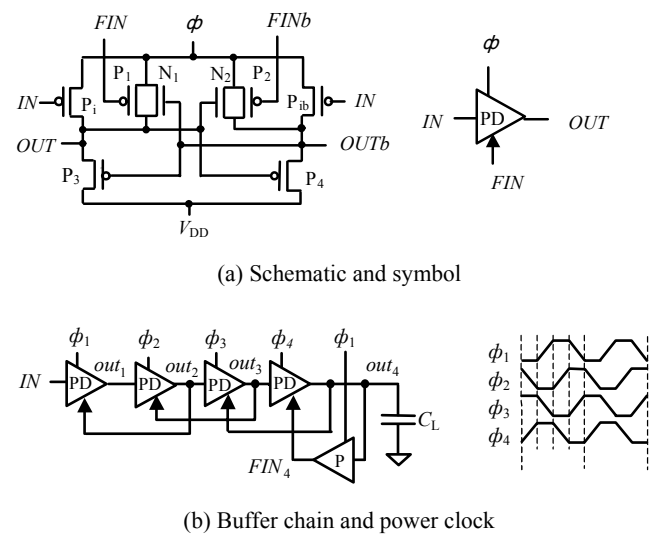 FIN ϕ FINb
P₁ N₁ N₂ P₂
IN Pᵢ Pᵢb IN
OUT OUTb
P₃ P₄
V_DD
ϕ
IN PD OUT
FIN
(a) Schematic and symbol
ϕ₁ ϕ₂ ϕ₃ ϕ₄ ϕ₁
out₁ out₂ out₃ out₄
IN PD PD PD PD
C_L
FIN₄ P
ϕ₁
ϕ₂
ϕ₃
ϕ₄
(b) Buffer chain and power clock